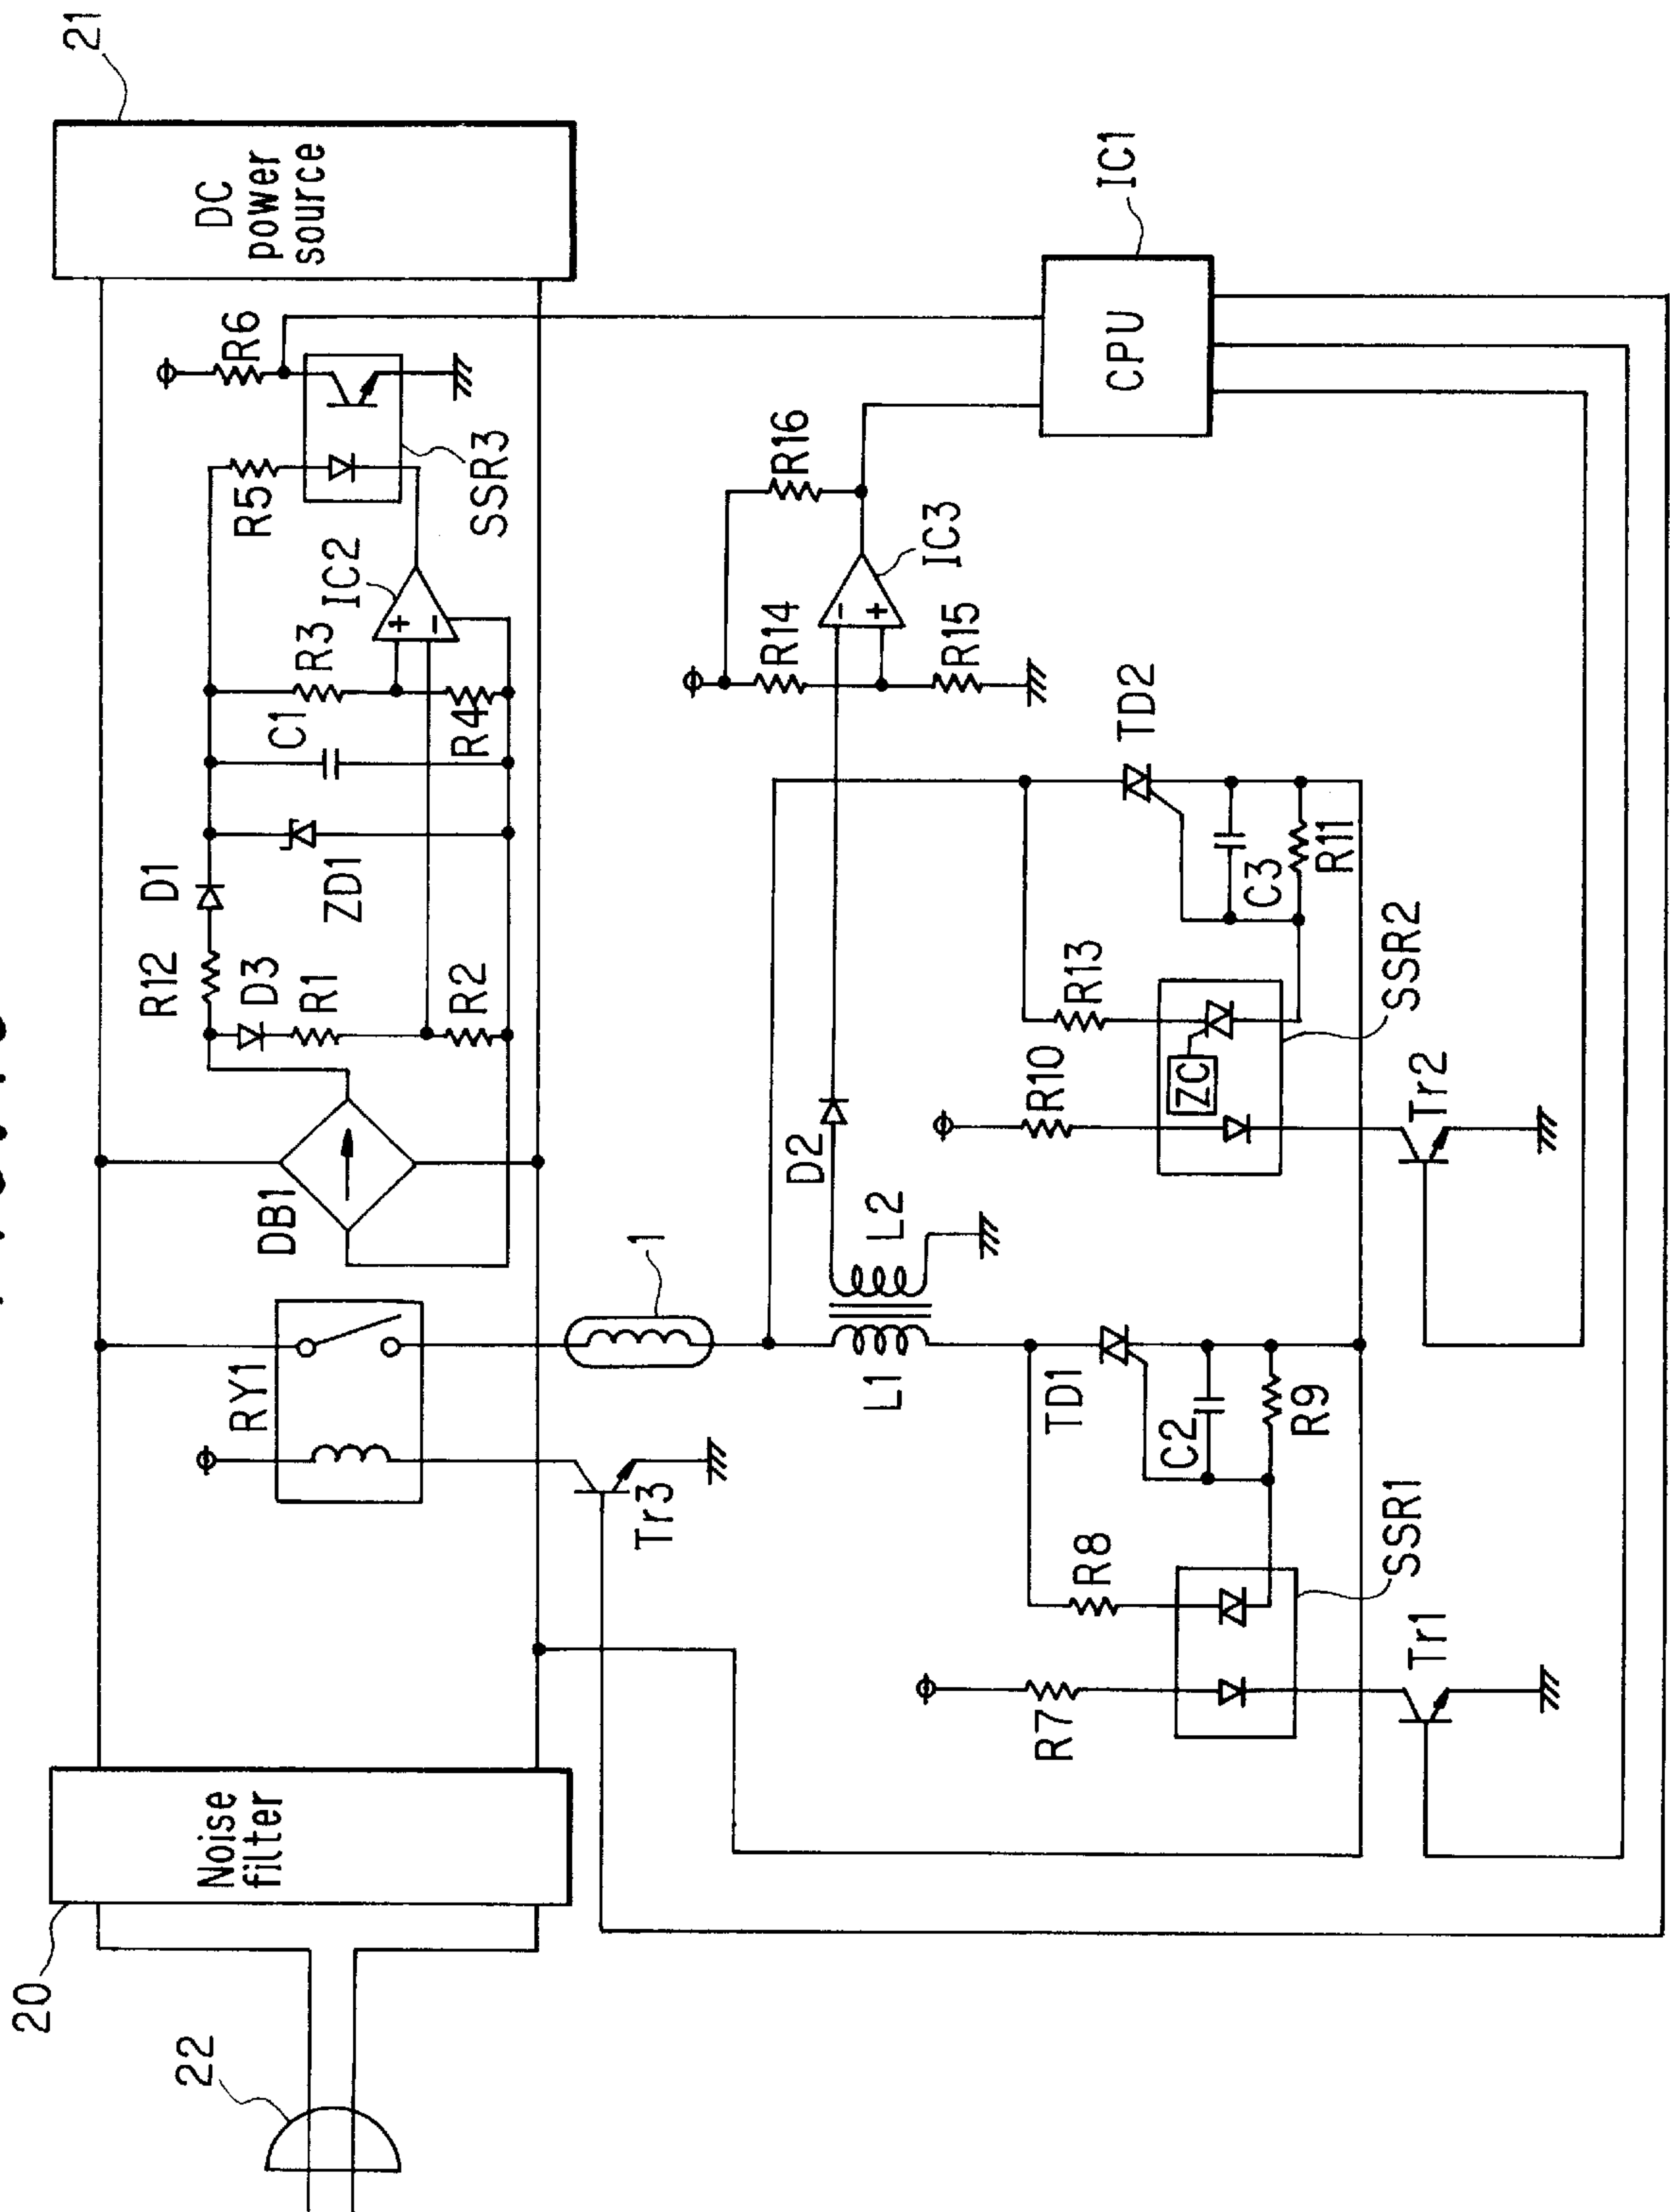 21
DC
power
source
R6
R5
SSR3
IC2
R3
R4
C1
ZD1
D1
R12
D3
R1
R2
DB1
RY1
Tr3
Noise
filter
20
22
1
IC1
CPU
R16
IC3
R14
R15
-
+
+
-
TD2
C3
R11
R13
R10
ZC
SSR2
Tr2
D2
L2
L1
TD1
C2
R9
R8
SSR1
R7
Tr1